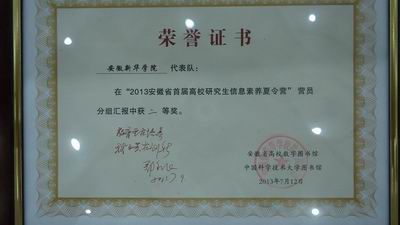 荣誉证书
安徽新华学院 代表队：
在“2013安徽省首届高校研究生信息素养夏令营”营员
分组汇报中获 二 等奖。
安徽省高校数字图书馆
中国科学技术大学图书馆
2013年7月12日